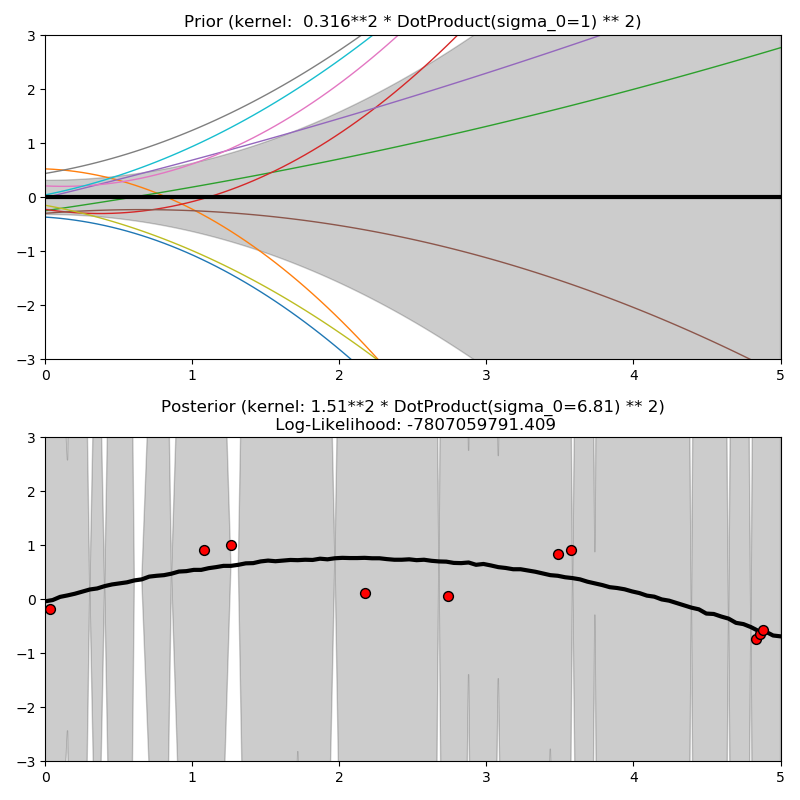 Prior (kernel:  0.316**2 * DotProduct(sigma_0=1) ** 2)
3
2
1
0
−1
−2
−3
0 1 2 3 4 5
Posterior (kernel: 1.51**2 * DotProduct(sigma_0=6.81) ** 2)
Log-Likelihood: -7807059791.409
3
2
1
0
−1
−2
−3
0 1 2 3 4 5